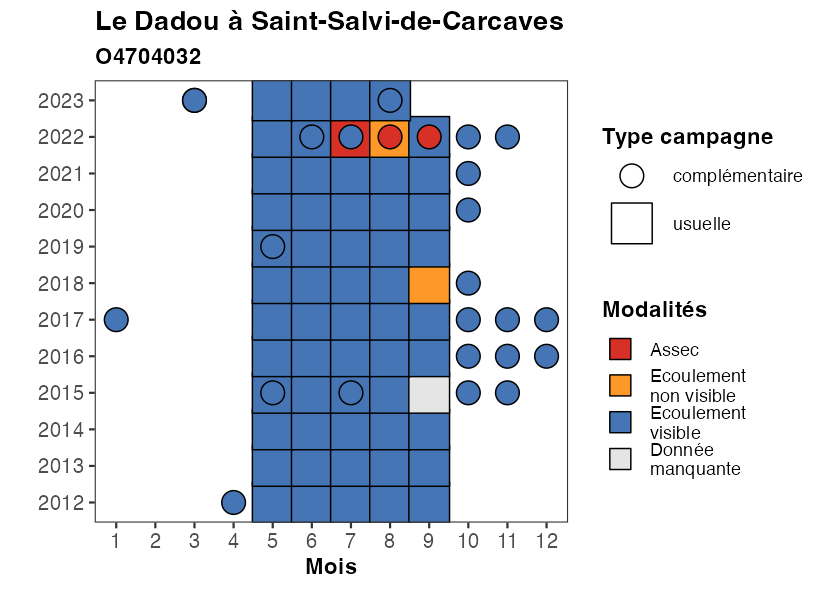 Le Dadou à Saint-Salvi-de-Carcaves
O4704032
2023
2022
2021
2020
2019
2018
2017
2016
2015
2014
2013
2012
1 2 3 4 5 6 7 8 9 10 11 12
Mois
Type campagne
complémentaire
usuelle
Modalités
Assec
Ecoulement
non visible
Ecoulement
visible
Donnée
manquante